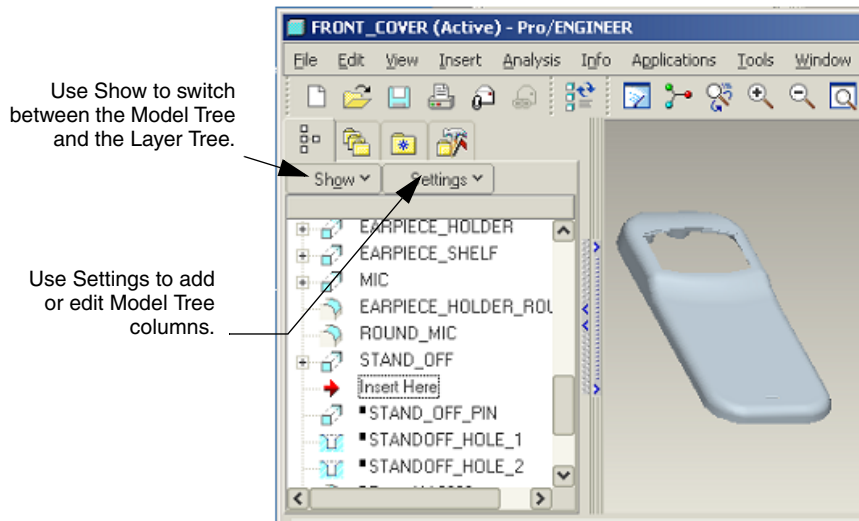 FRONT_COVER (Active) - Pro/ENGINEER
File Edit View Insert Analysis Info Applications Tools Window
Use Show to switch
between the Model Tree
and the Layer Tree.
Show Settings
EARPIECE_HOLDER
EARPIECE_SHELF
MIC
Use Settings to add
or edit Model Tree
columns.
EARPIECE_HOLDER_ROU
ROUND_MIC
STAND_OFF
Insert Here
STAND_OFF_PIN
STANDOFF_HOLE_1
STANDOFF_HOLE_2